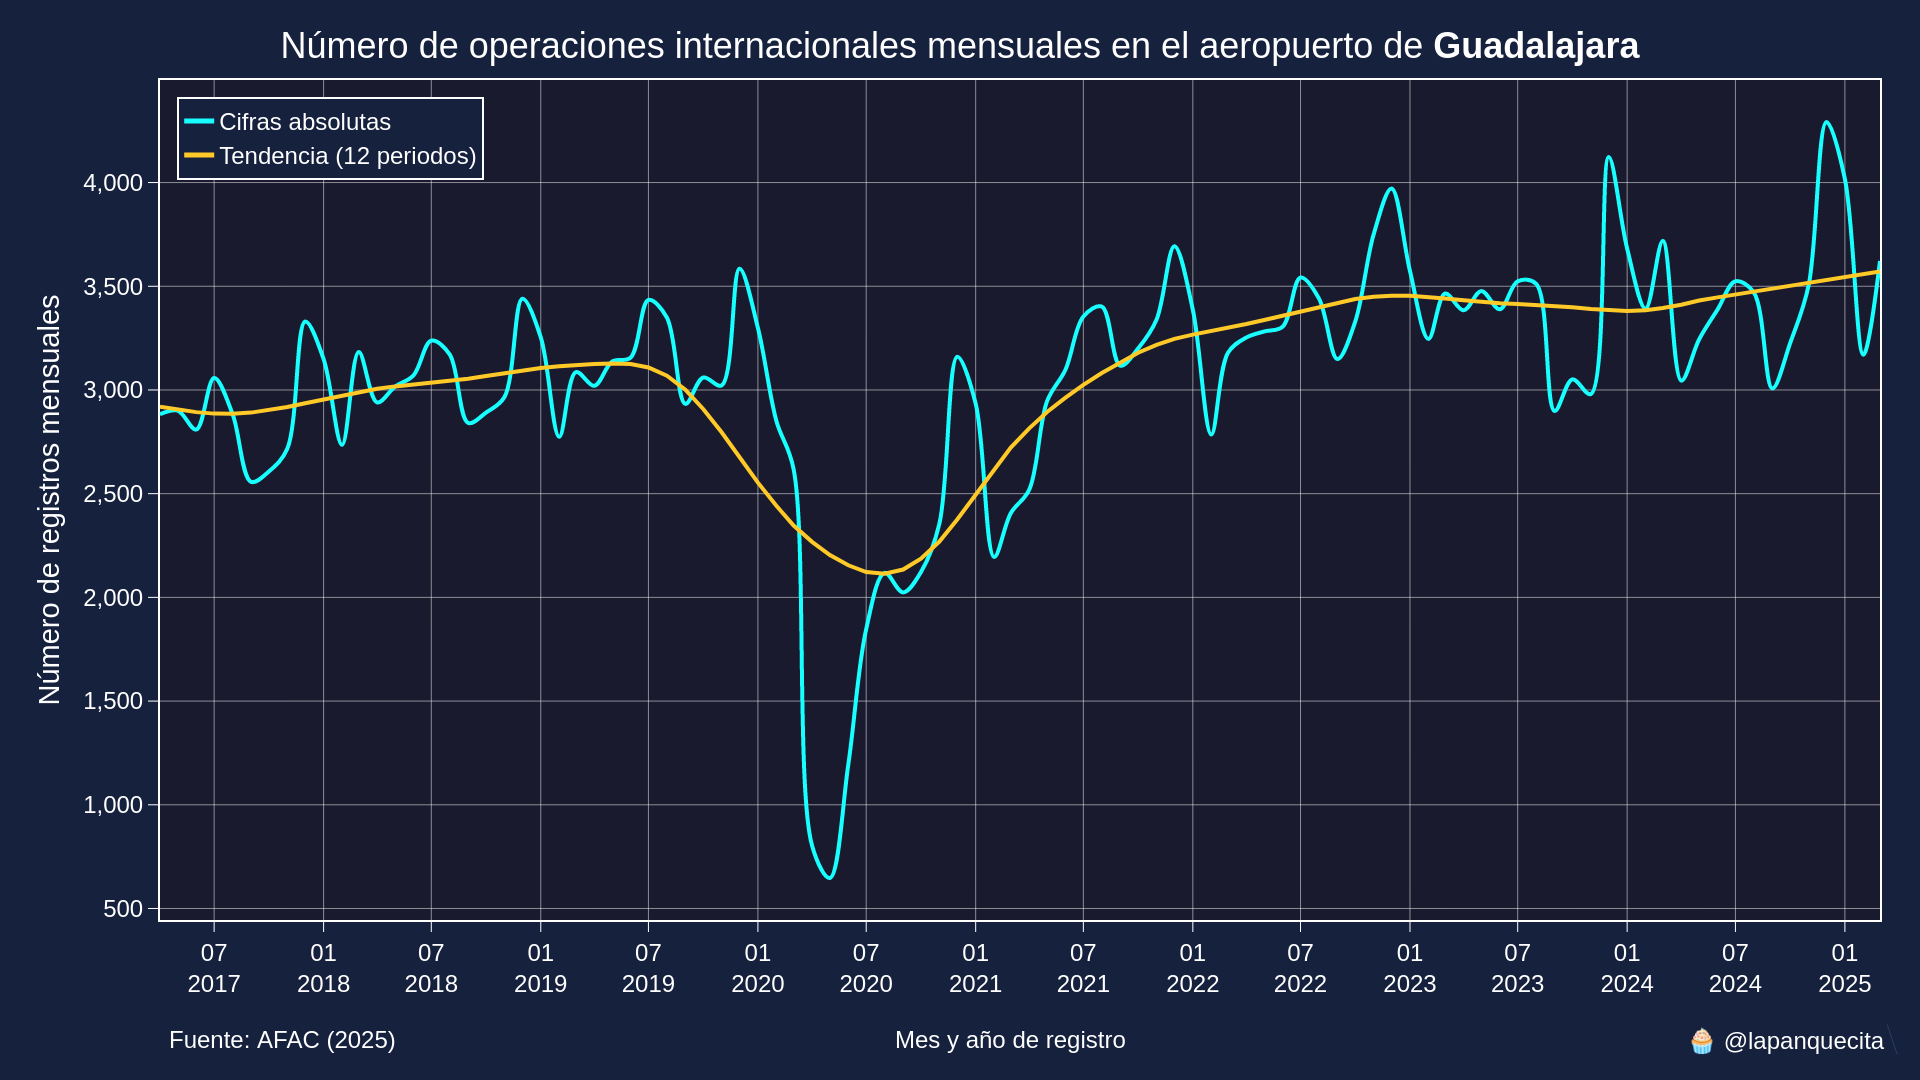 Número de operaciones internacionales mensuales en el aeropuerto de Guadalajara
Cifras absolutas
Tendencia (12 periodos)
Número de registros mensuales
4,000
3,500
3,000
2,500
2,000
1,500
1,000
500
07 01 07 01 07 01 07 01 07 01 07 01 07 01 07 01
2017 2018 2018 2019 2019 2020 2020 2021 2021 2022 2022 2023 2023 2024 2024 2025
Fuente: AFAC (2025)
Mes y año de registro
🧁 @lapanquecita